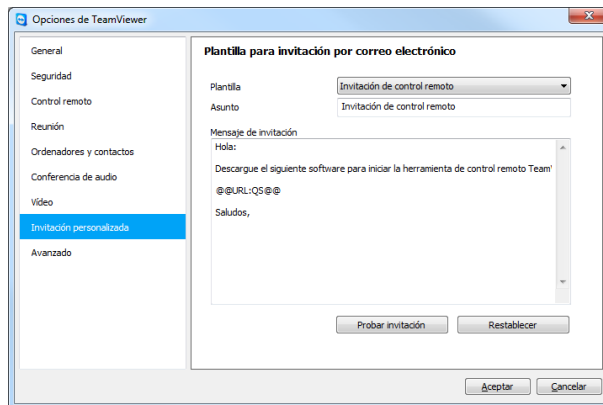 Opciones de TeamViewer
General
Seguridad
Control remoto
Reunión
Ordenadores y contactos
Conferencia de audio
Vídeo
Invitación personalizada
Avanzado
Plantilla para invitación por correo electrónico
Plantilla Invitación de control remoto
Asunto Invitación de control remoto
Mensaje de invitación
Hola:
Descargue el siguiente software para iniciar la herramienta de control remoto Team
@@URL:QS@@
Saludos,
Probar invitación Restablecer
Aceptar Cancelar